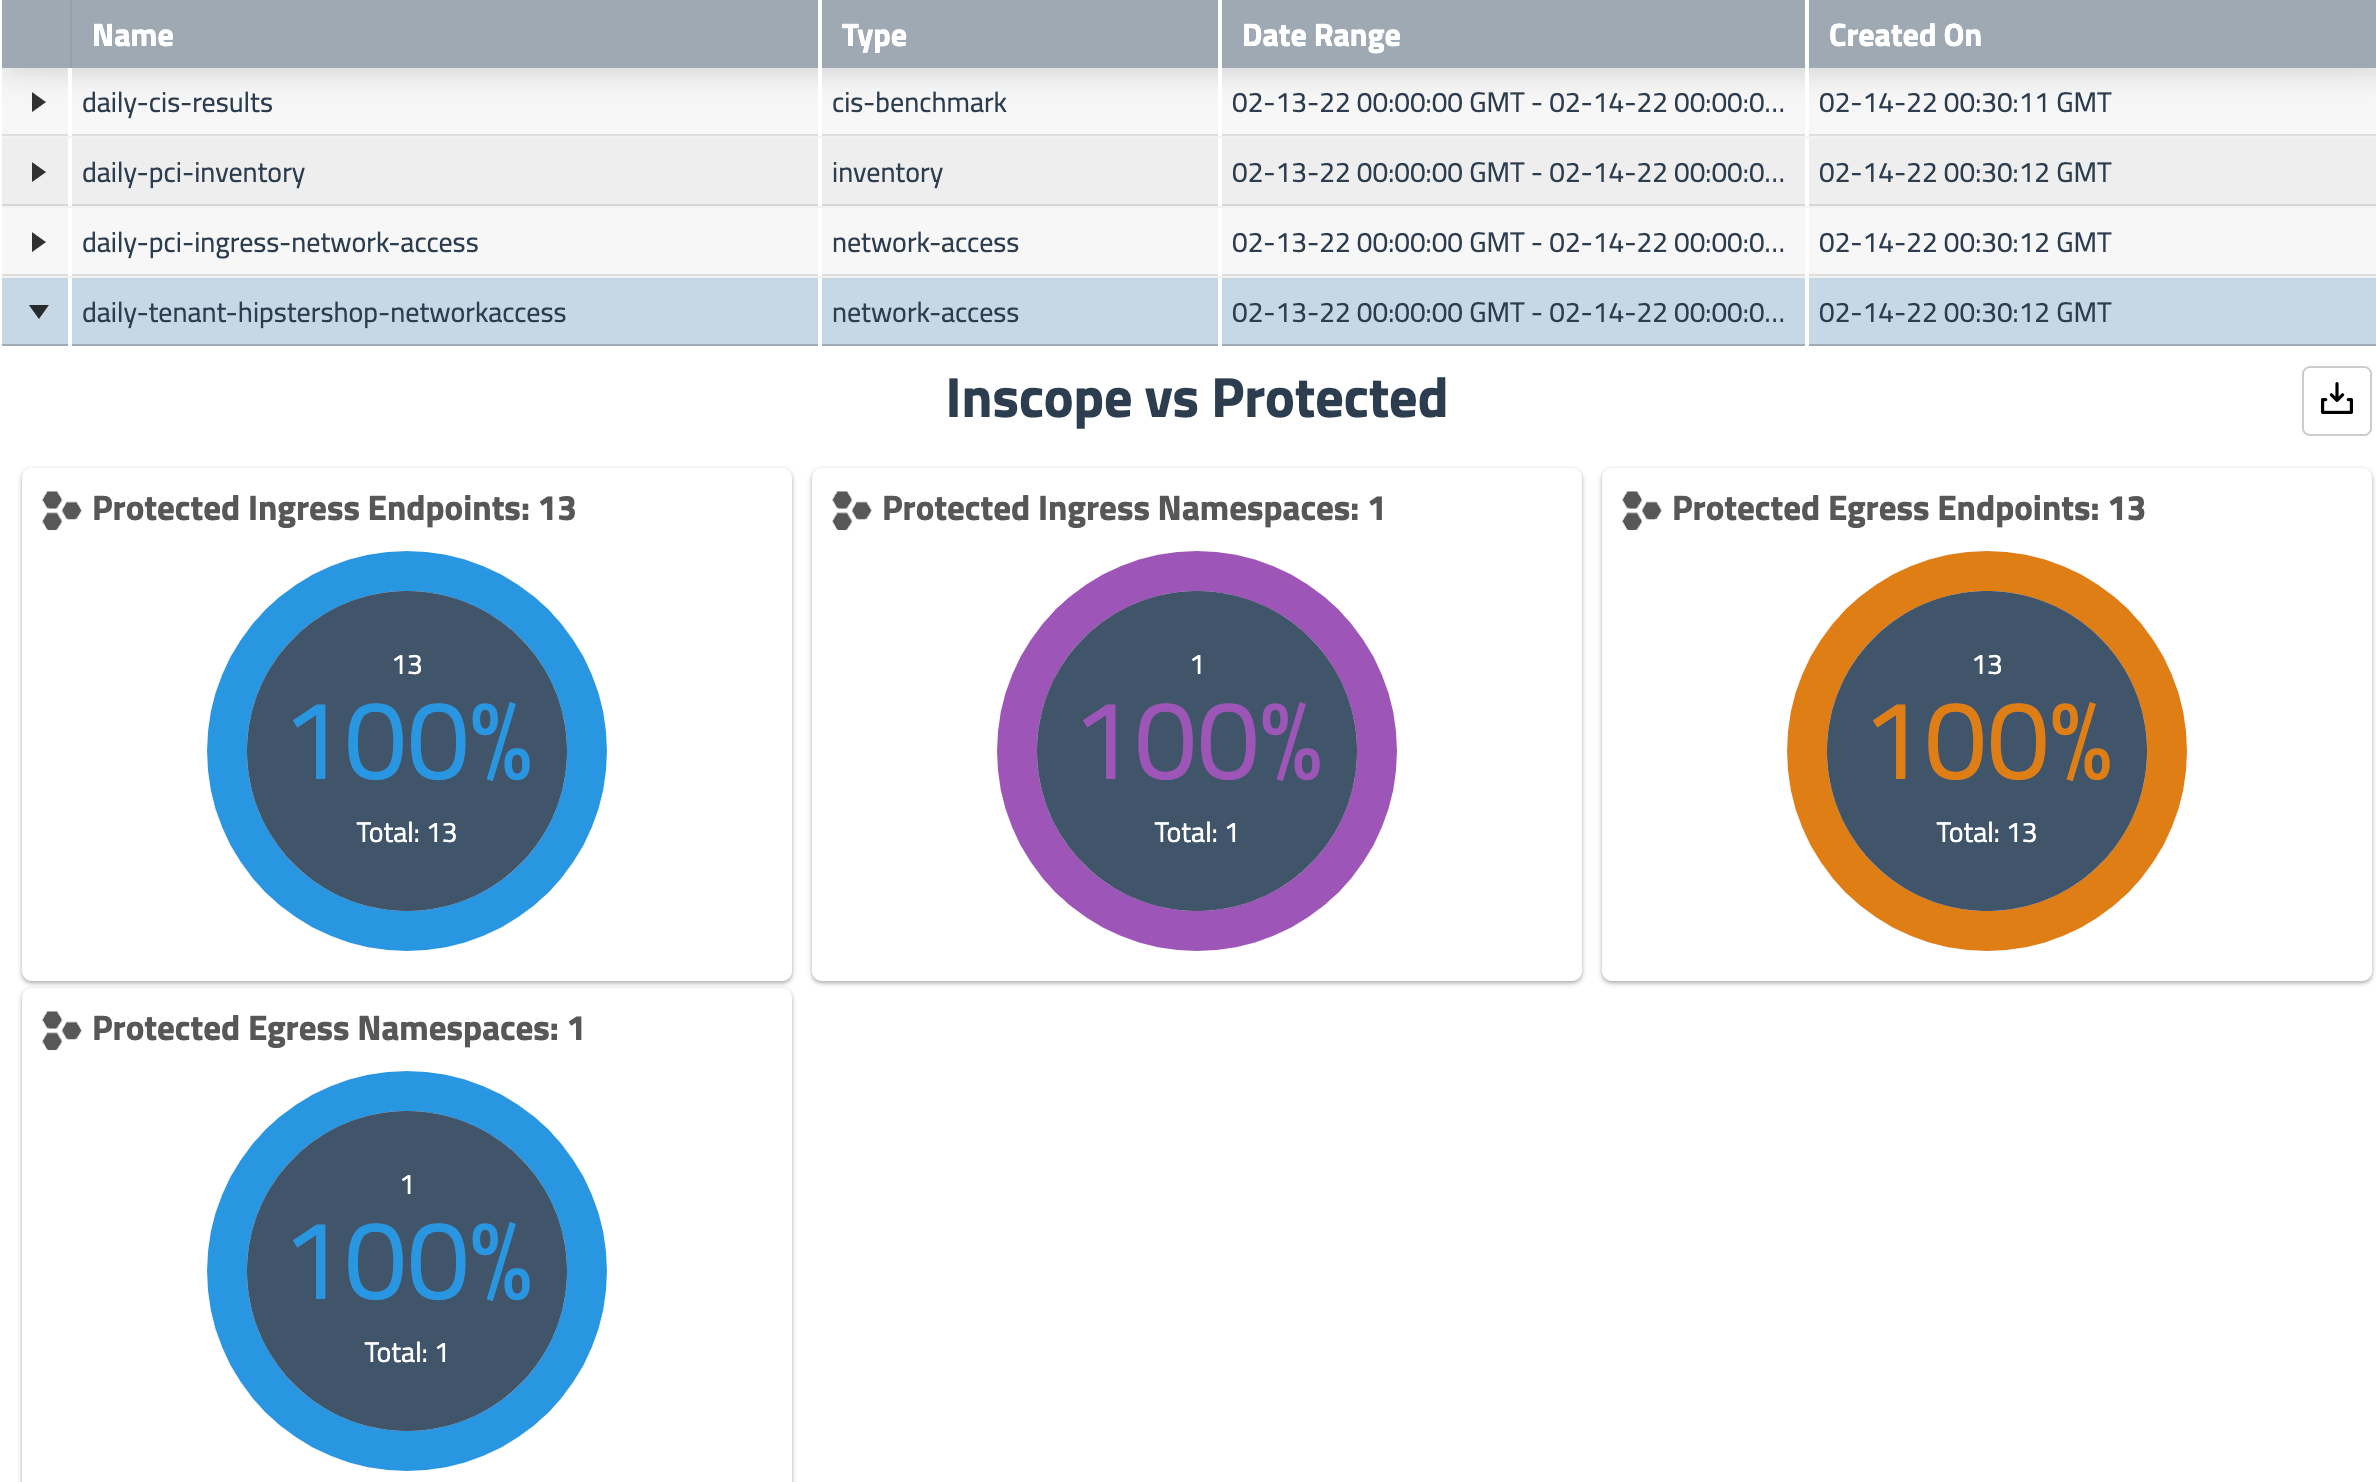 Name Type Date Range Created On
daily-cis-results cis-benchmark 02-13-22 00:00:00 GMT - 02-14-22 00:00:0... 02-14-22 00:30:11 GMT
daily-pci-inventory inventory 02-13-22 00:00:00 GMT - 02-14-22 00:00:0... 02-14-22 00:30:12 GMT
daily-pci-ingress-network-access network-access 02-13-22 00:00:00 GMT - 02-14-22 00:00:0... 02-14-22 00:30:12 GMT
daily-tenant-hipstershop-networkaccess network-access 02-13-22 00:00:00 GMT - 02-14-22 00:00:0... 02-14-22 00:30:12 GMT
Inscope vs Protected
Protected Ingress Endpoints: 13
13
100%
Total: 13
Protected Ingress Namespaces: 1
1
100%
Total: 1
Protected Egress Endpoints: 13
13
100%
Total: 13
Protected Egress Namespaces: 1
1
100%
Total: 1